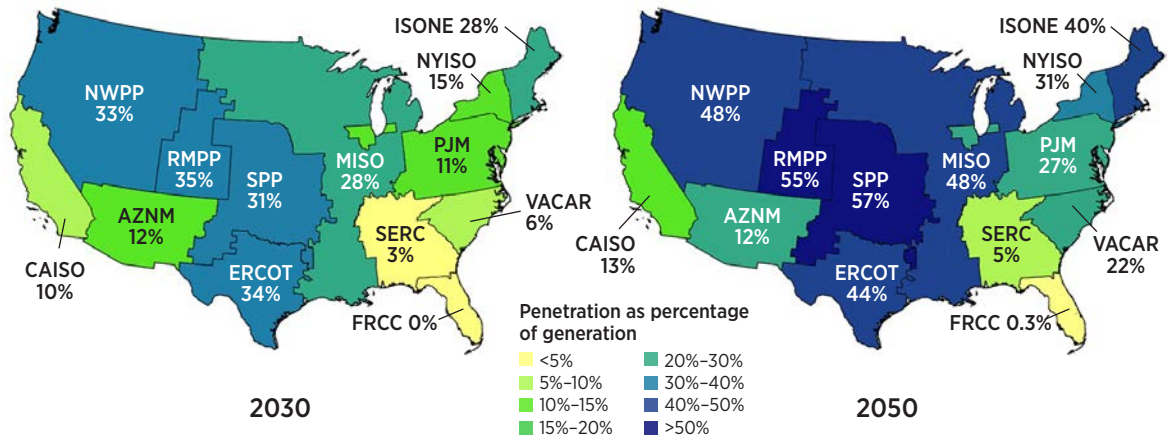 ISONE 28%
NYISO
15%
NWPP
33%
RMPP
35%
SPP
31%
MISO
28%
PJM
11%
VACAR
6%
AZNM
12%
SERC
3%
CAISO
10%
ERCOT
34%
FRCC 0%
2030
ISONE 40%
NYISO
31%
NWPP
48%
RMPP
55%
SPP
57%
MISO
48%
PJM
27%
AZNM
12%
SERC
5%
VACAR
22%
CAISO
13%
ERCOT
44%
FRCC 0.3%
2050
Penetration as percentage
of generation
<5%
5%–10%
10%–15%
15%–20%
20%–30%
30%–40%
40%–50%
>50%